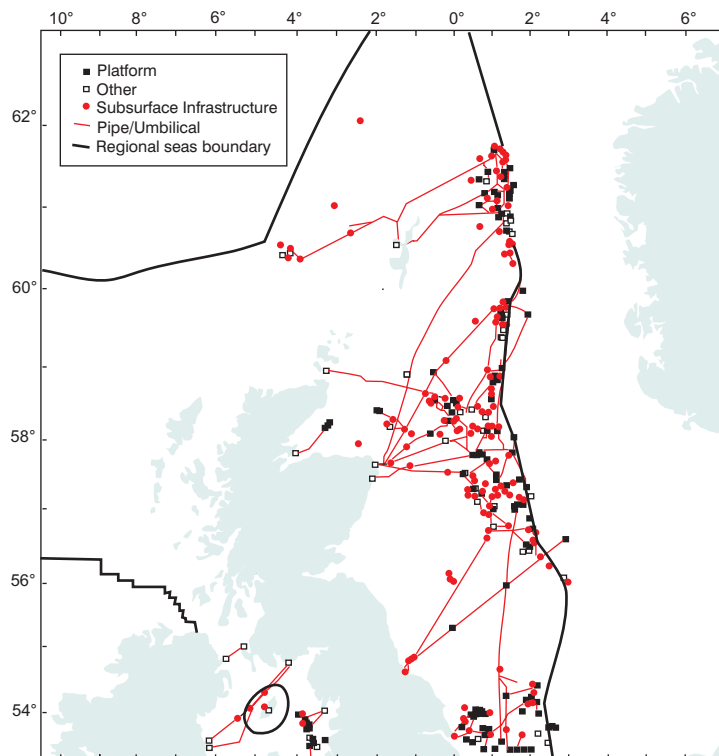 10° 8° 6° 4° 2° 0° 2° 4° 6°
Platform
Other
Subsurface Infrastructure
Pipe/Umbilical
Regional seas boundary
62°
60°
58°
56°
54°